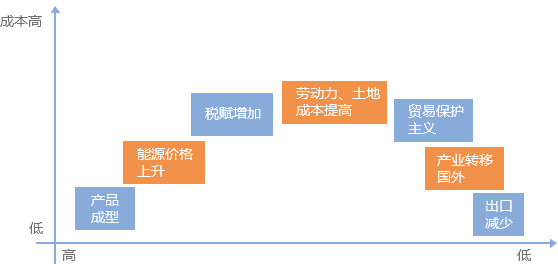 成本高
劳动力、土地
成本提高
税赋增加
贸易保护
主义
能源价格
上升
产业转移
国外
产品
成型
出口
减少
低
高
低